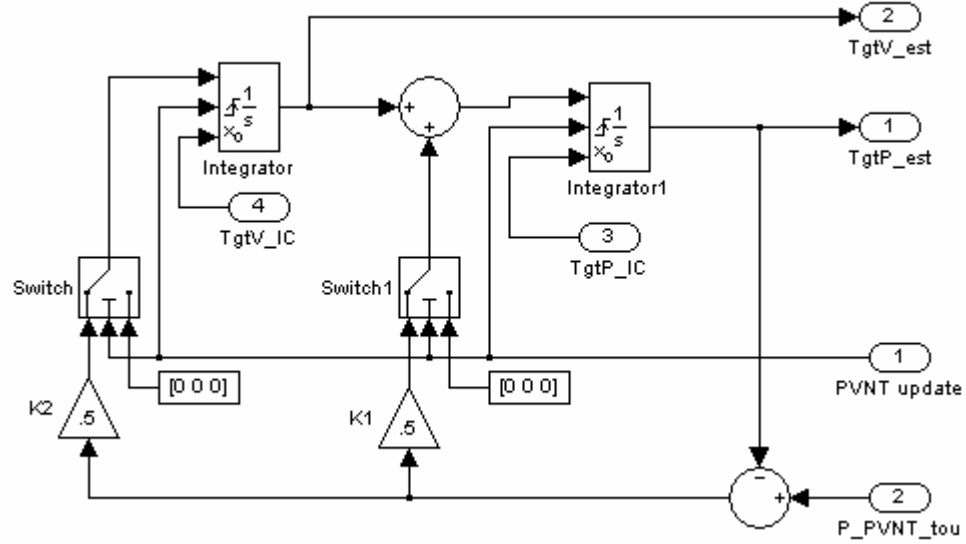 2
TgtV_est
1
s
x0
Integrator
+
+
1
s
x0
Integrator1
1
TgtP_est
4
TgtV_IC
3
TgtP_IC
Switch
Switch1
[0 0 0]
[0 0 0]
1
PVNT update
K2
.5
K1
.5
−
+
2
P_PVNT_tou